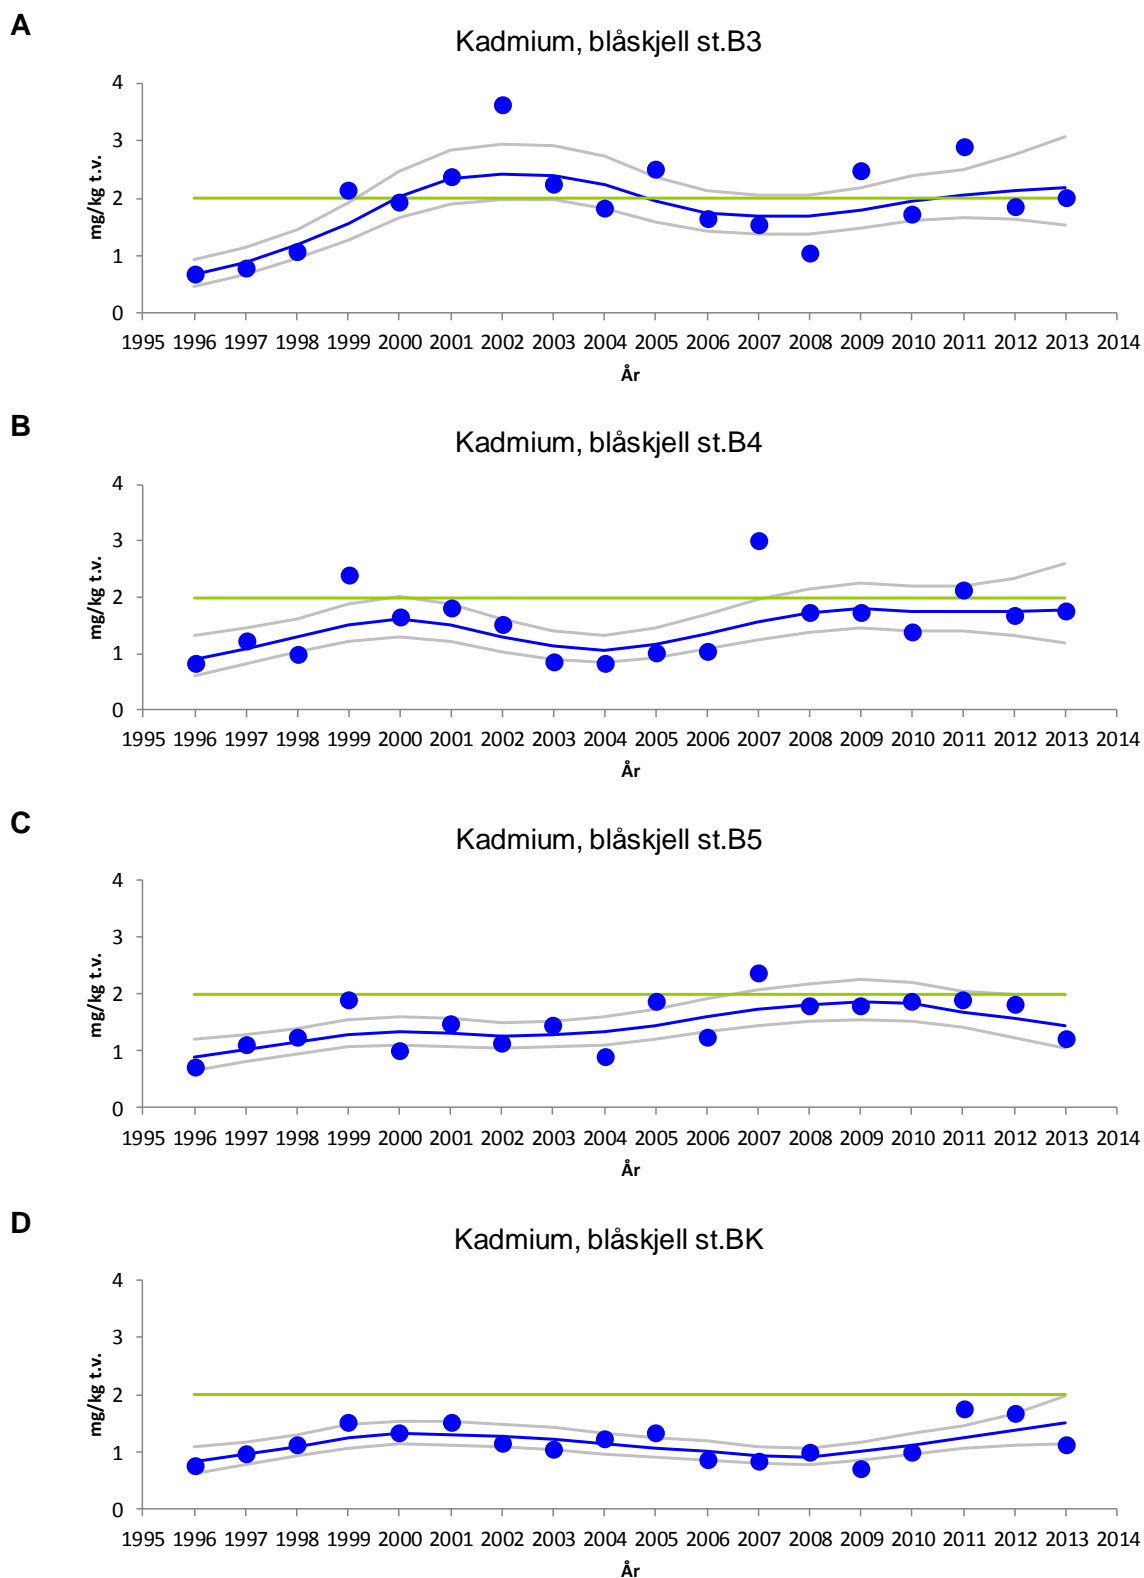 A
Kadmium, blåskjell st.B3
4
3
2
1
0
mg/kg t.v.
1995 1996 1997 1998 1999 2000 2001 2002 2003 2004 2005 2006 2007 2008 2009 2010 2011 2012 2013 2014
År
B
Kadmium, blåskjell st.B4
4
3
2
1
0
mg/kg t.v.
1995 1996 1997 1998 1999 2000 2001 2002 2003 2004 2005 2006 2007 2008 2009 2010 2011 2012 2013 2014
År
C
Kadmium, blåskjell st.B5
4
3
2
1
0
mg/kg t.v.
1995 1996 1997 1998 1999 2000 2001 2002 2003 2004 2005 2006 2007 2008 2009 2010 2011 2012 2013 2014
År
D
Kadmium, blåskjell st.BK
4
3
2
1
0
mg/kg t.v.
1995 1996 1997 1998 1999 2000 2001 2002 2003 2004 2005 2006 2007 2008 2009 2010 2011 2012 2013 2014
År